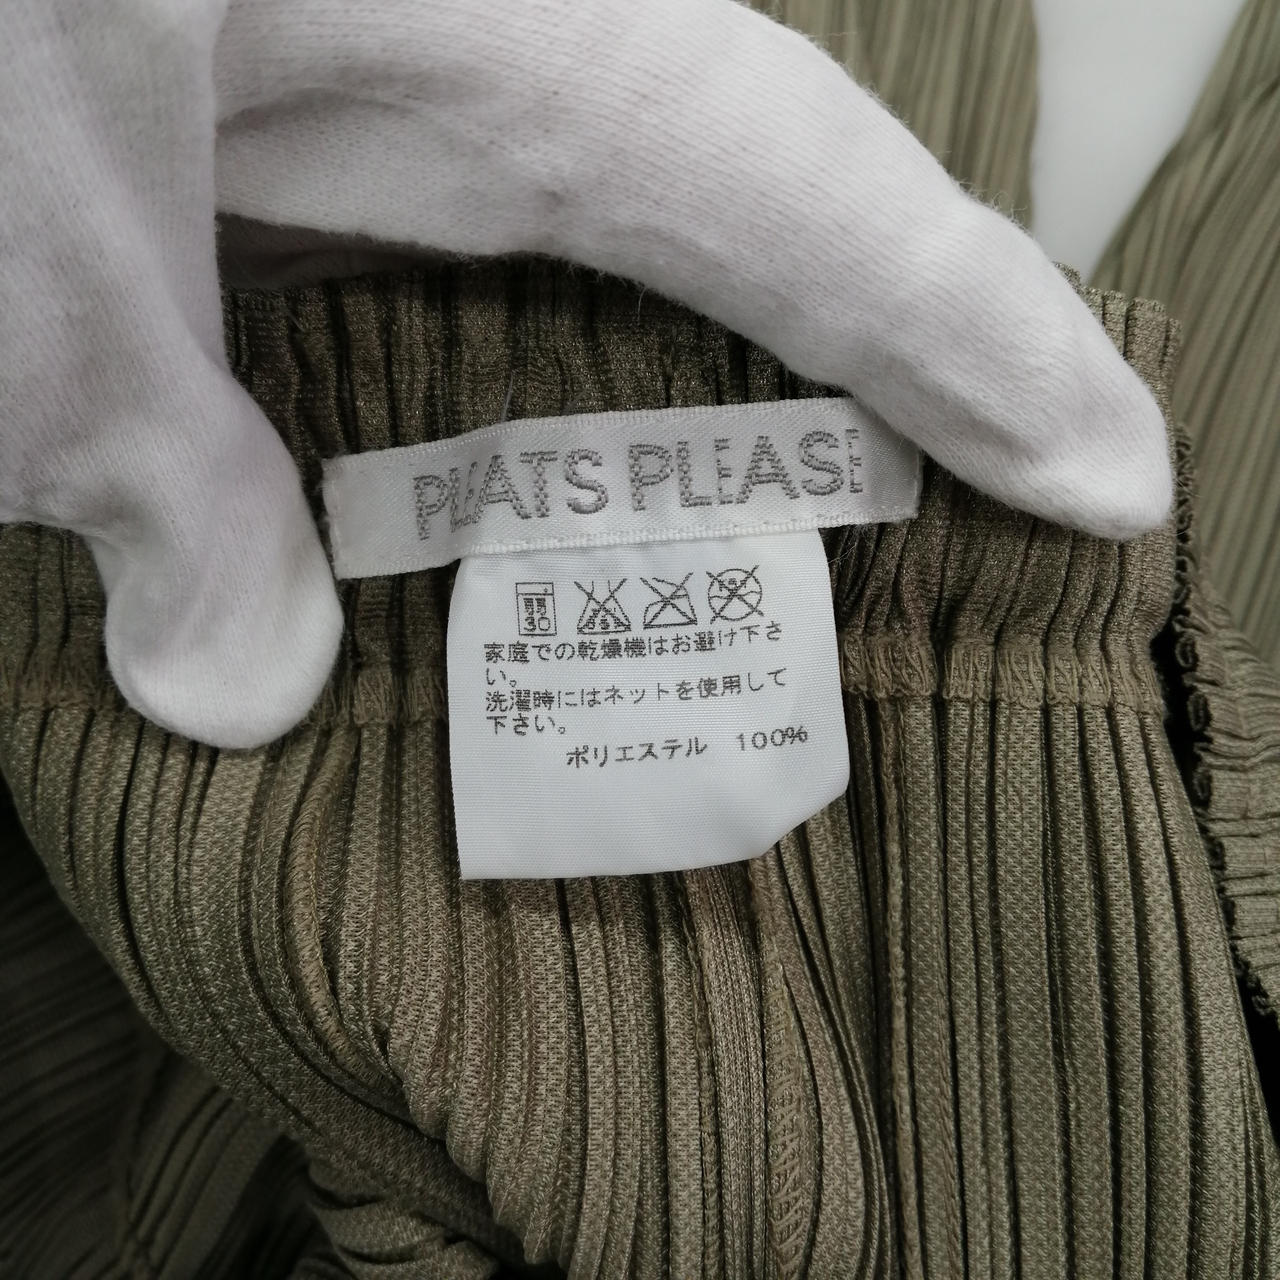 PLEATS PLEASE
弱
30
家庭での乾燥機はお避け下さ
い。
洗濯時にはネットを使用して
下さい。
ポリエステル 100%